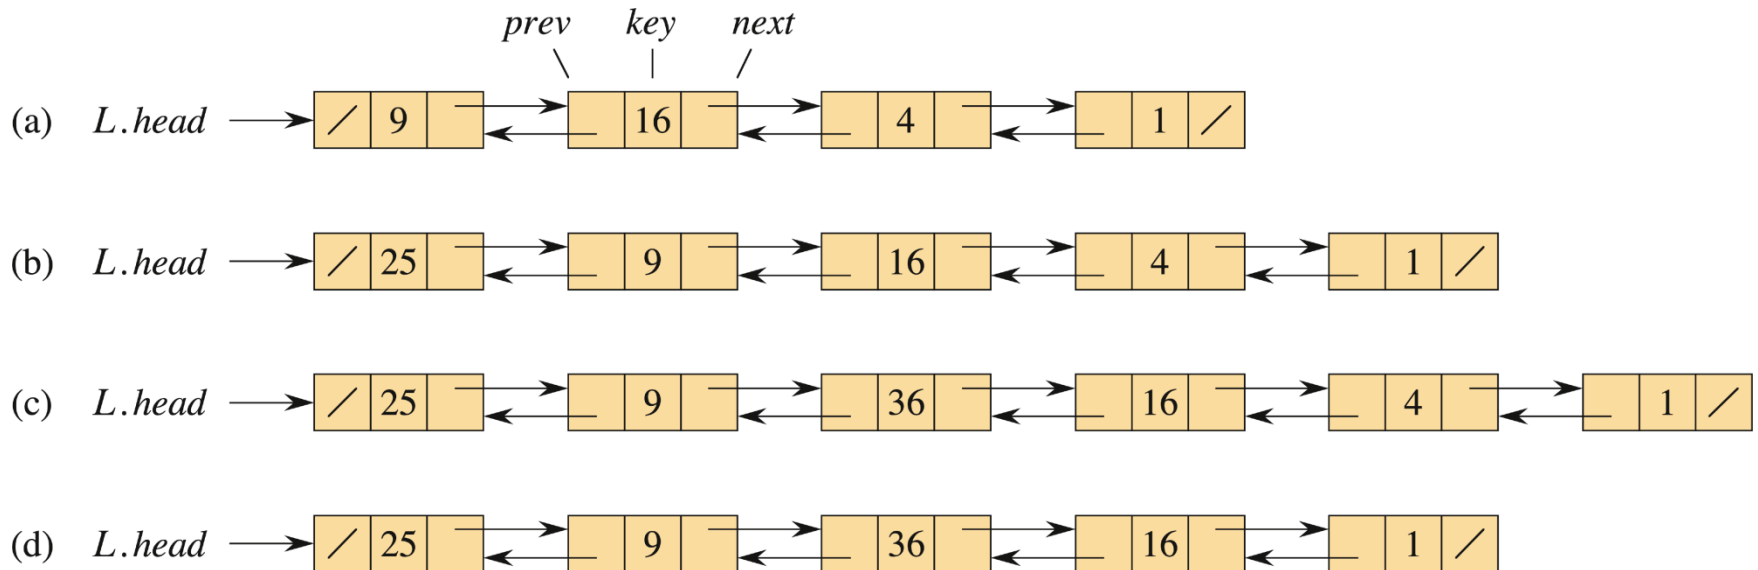 prev key next
(a) L.head / 9 16 4 1 /
(b) L.head / 25 9 16 4 1 /
(c) L.head / 25 9 36 16 4 1 /
(d) L.head / 25 9 36 16 1 /